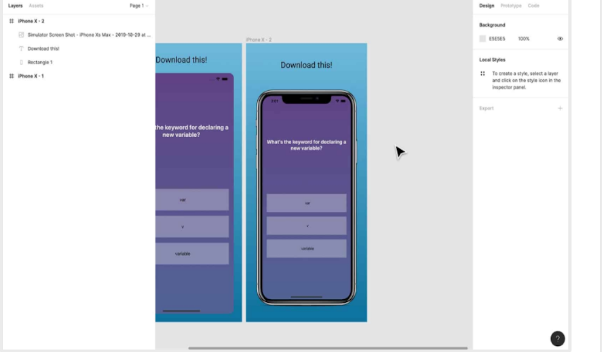 Layers Assets Page 1
iPhone X - 2
Simulator Screen Shot - iPhone Xs Max - 2019-10-29 at ...
Download this!
Rectangle 1
iPhone X - 1
Download this!
the keyword for declaring a
new variable?
var
variable
iPhone X - 2
Download this!
What's the keyword for declaring a
new variable?
var
variable
Design Prototype Code
Background
E5E5E5 100%
Local Styles
To create a style, select a layer
and click on the style icon in the
inspector panel.
Export
?